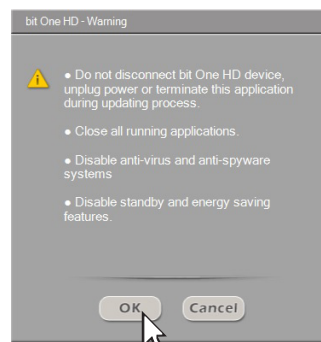 bit One HD - Warning
● Do not disconnect bit One HD device,
unplug power or terminate this application
during updating process.
● Close all running applications.
● Disable anti-virus and anti-spyware
systems
● Disable standby and energy saving
features.
OK Cancel